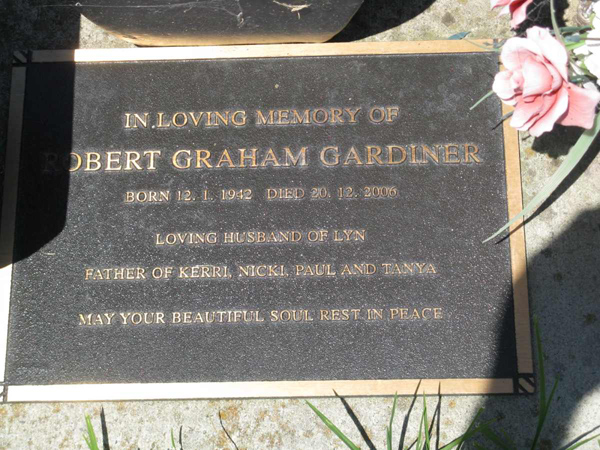 IN LOVING MEMORY OF
ROBERT GRAHAM GARDINER
BORN 12. 1. 1942 DIED 20. 12. 2006
LOVING HUSBAND OF LYN
FATHER OF KERRI, NICKI, PAUL AND TANYA
MAY YOUR BEAUTIFUL SOUL REST IN PEACE